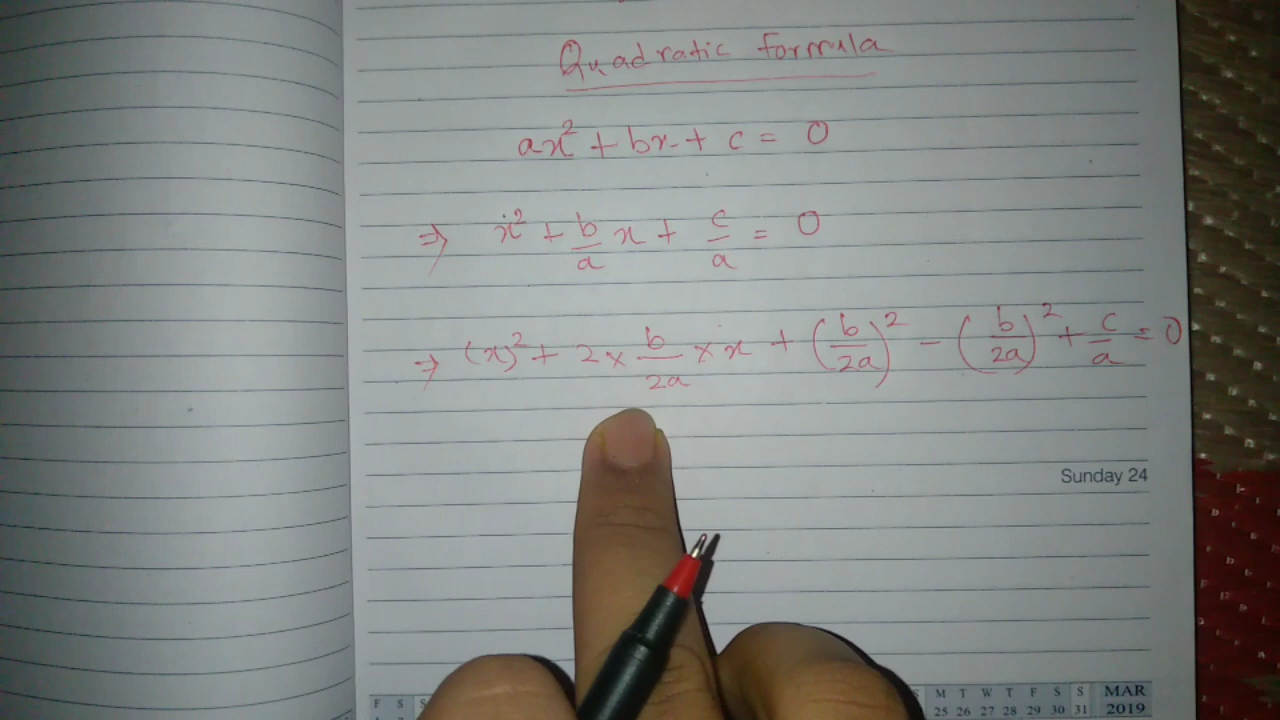 Quadratic formula
ax² + bx + c = 0
⇒ x² + b/a x + c/a = 0
⇒ (x)² + 2 × b/2a × x + (b/2a)² − (b/2a)² + c/a = 0
Sunday 24
F S S M T W T F S S MAR
25 26 27 28 29 30 31 2019